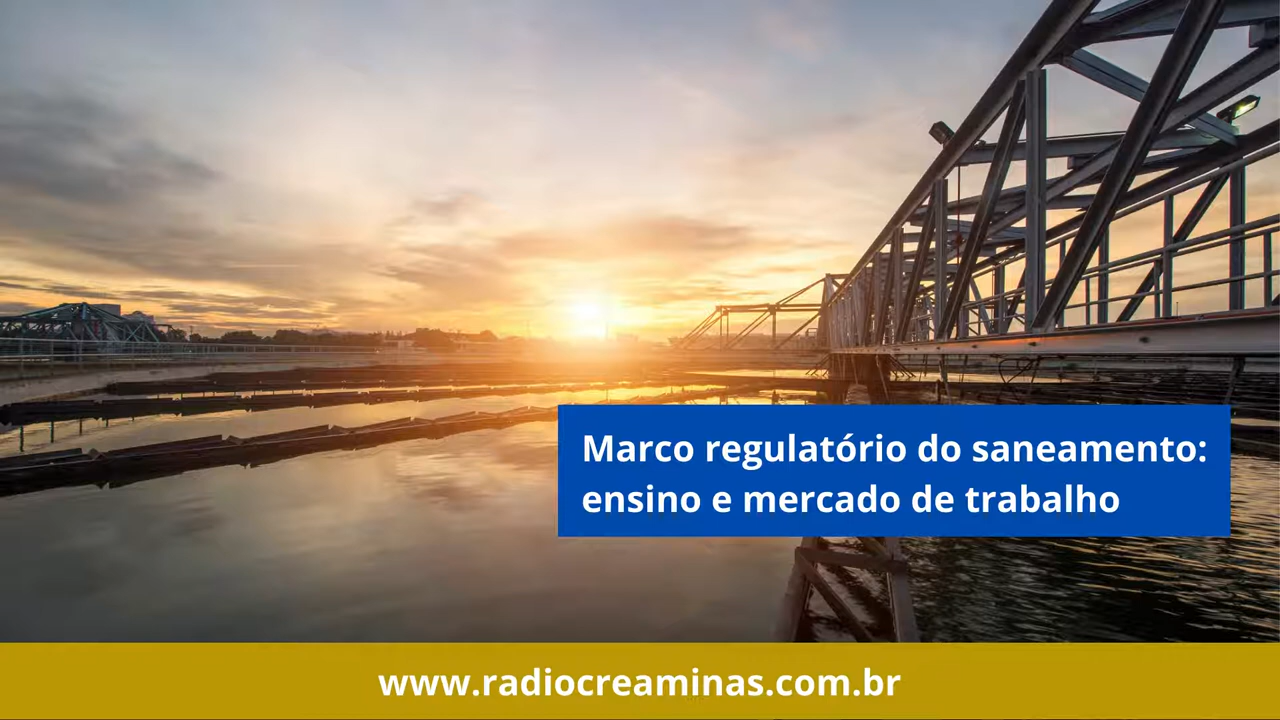 Marco regulatório do saneamento:
ensino e mercado de trabalho
www.radiocreaminas.com.br